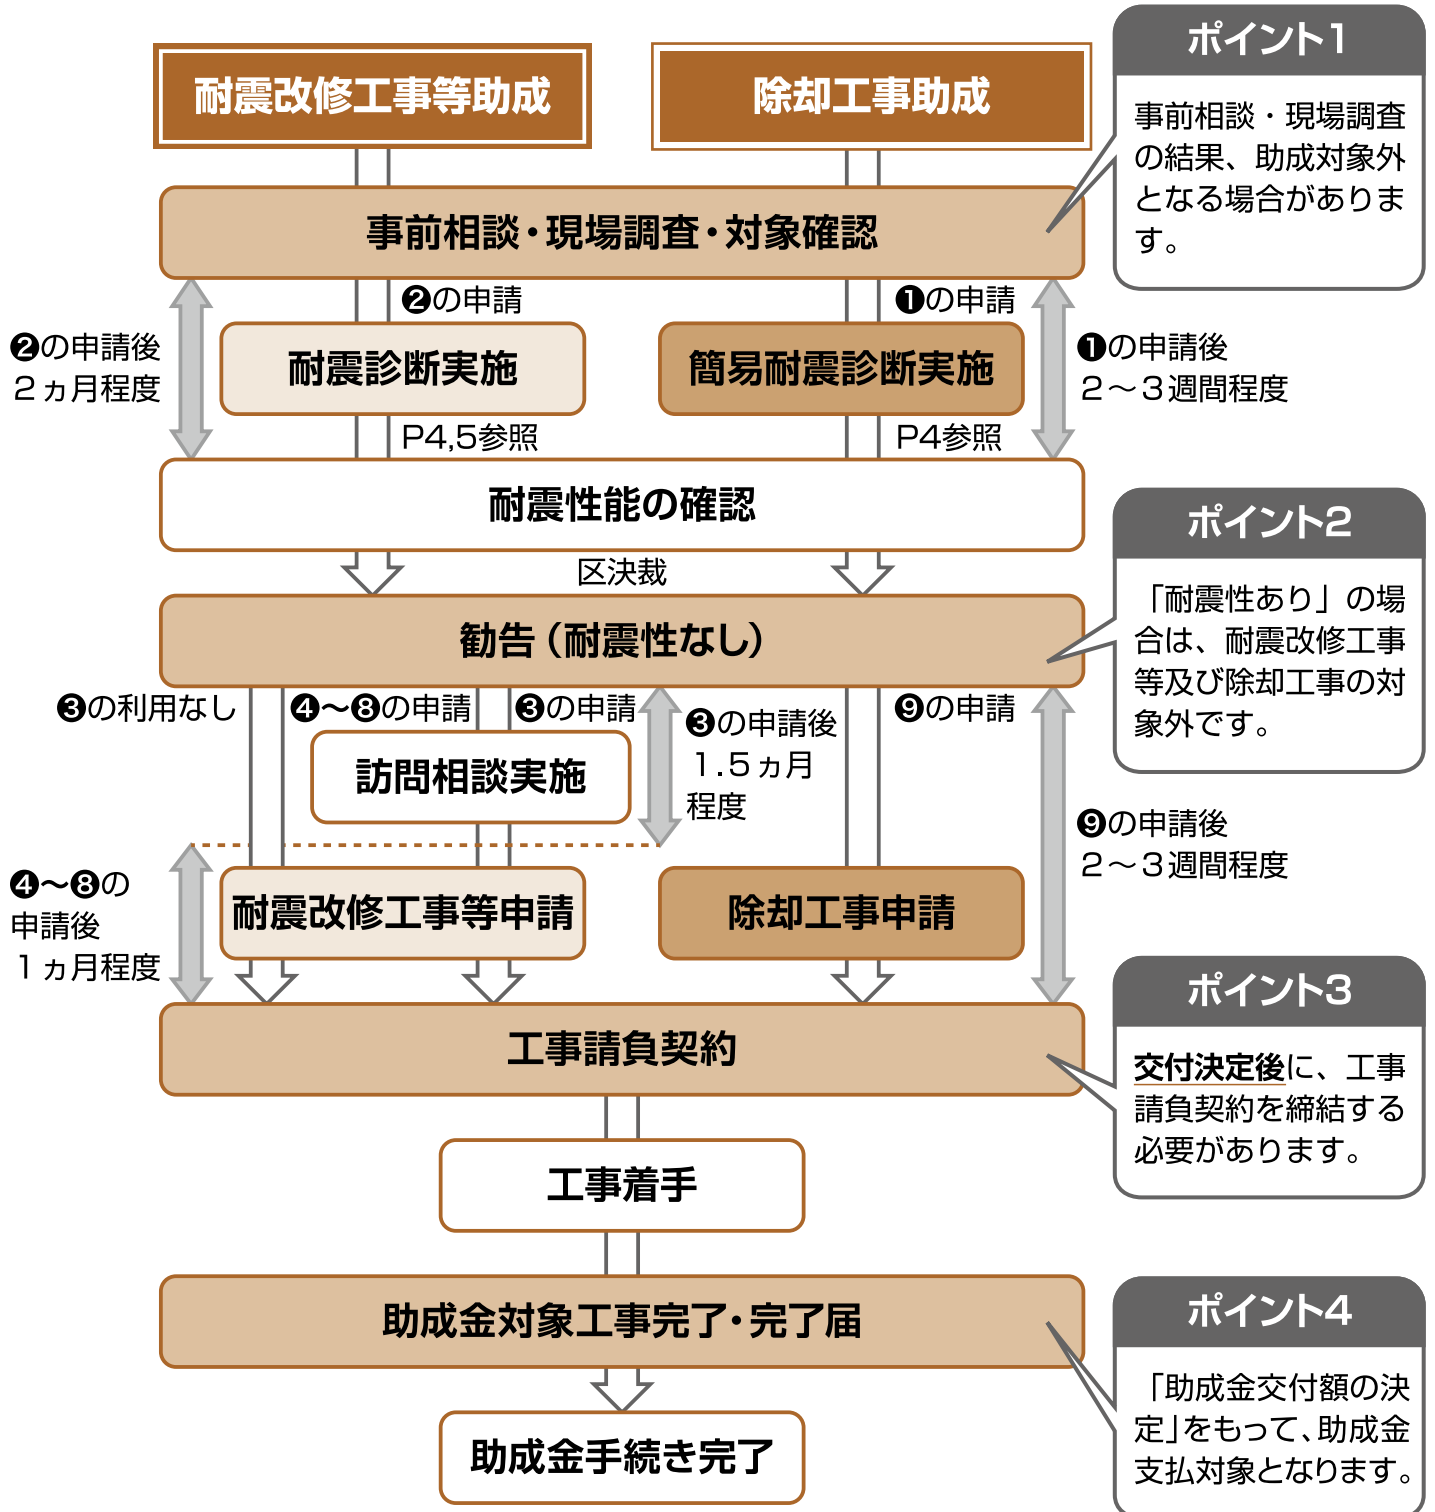 耐震改修工事等助成
除却工事助成
ポイント1
事前相談・現場調査
の結果、助成対象外
となる場合がありま
す。
事前相談・現場調査・対象確認
❷の申請
❶の申請
❷の申請後
２ヵ月程度
耐震診断実施
簡易耐震診断実施
❶の申請後
２～３週間程度
P4,5参照
P4参照
耐震性能の確認
区決裁
ポイント2
「耐震性あり」の場
合は、耐震改修工事
等及び除却工事の対
象外です。
勧告（耐震性なし）
❸の利用なし
❹～❽の申請
❸の申請
❸の申請後
１.５ヵ月
程度
❾の申請
訪問相談実施
❾の申請後
２～３週間程度
❹～❽の
申請後
１ヵ月程度
耐震改修工事等申請
除却工事申請
ポイント3
交付決定後に、工事
請負契約を締結する
必要があります。
工事請負契約
工事着手
助成金対象工事完了・完了届
ポイント4
「助成金交付額の決
定」をもって、助成金
支払対象となります。
助成金手続き完了